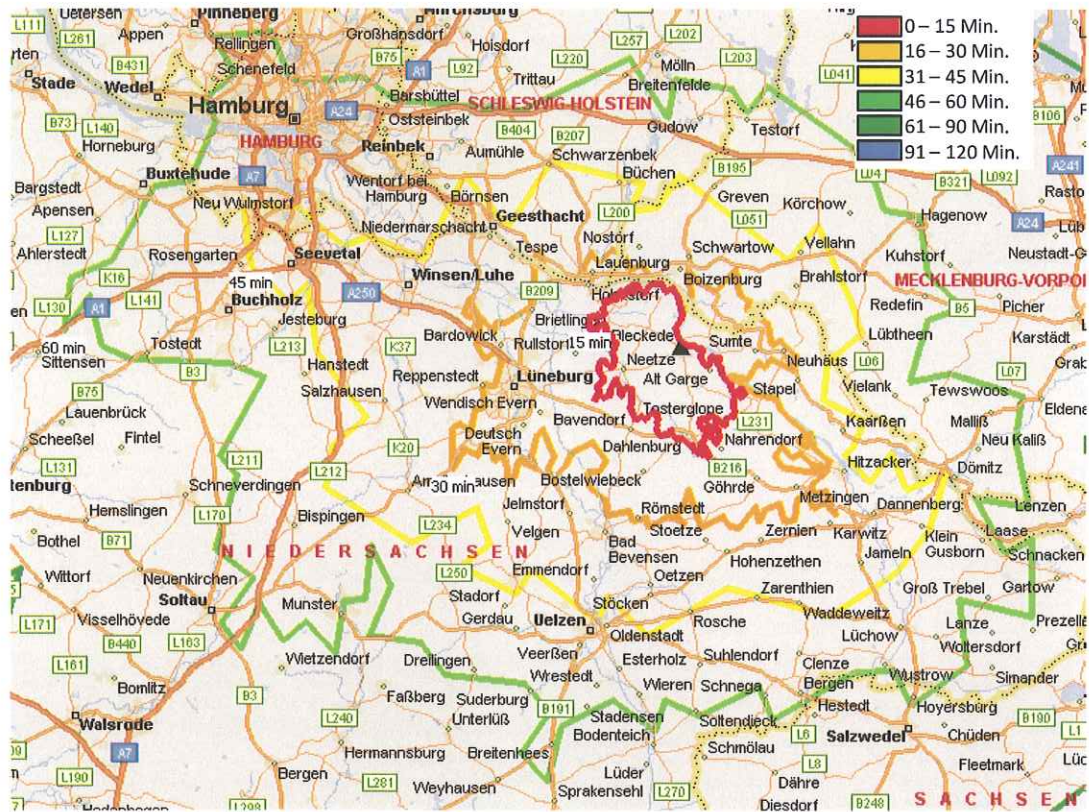 0 – 15 Min.
16 – 30 Min.
31 – 45 Min.
46 – 60 Min.
61 – 90 Min.
91 – 120 Min.
L111
Uetersen
Pinneberg
Appen
L261
Rellingen
Großhansdorf
Hoisdorf
B75
A1
L92
Trittau
L220
L257
L202
Mölln
L203
Breitenfelde
L041
Stade
B431
Wedel
Schenefeld
Hamburg
HAMBURG
A24
Barsbüttel
Oststeinbek
SCHLESWIG-HOLSTEIN
B404
B207
Gudow
Testorf
B106
B73
L140
Horneburg
Reinbek
Aumühle
Schwarzenbek
B195
A241
Bargstedt
Buxtehude
A7
Wentorf bei
Hamburg
Börnsen
Büchen
Greven
L04
B321
L092
Rasto
Apensen
Neu Wulmstorf
Niedermarschacht
Geesthacht
L200
L051
Körchow
Hagenow
A24
L127
Ahlerstedt
Rosengarten
Seevetal
Tespe
Nostorf
Schwartow
Vellahn
Kuhstorf
Neustadt-G
K16
45 min
Winsen/Luhe
Lauenburg
Boizenburg
Brahlstorf
MECKLENBURG-VORPO
L130
A1
L141
Buchholz
A250
B209
Redefin
Picher
B5
Jesteburg
Bardowick
Brietling
Bleckede
Sumte
Lübtheen
Karstädt
60 min
Sittensen
Tostedt
L213
K37
Rullstorf
15 min
Neetze
Neuhäus
L06
B3
Hanstedt
Reppenstedt
Lüneburg
Alt Garge
Stapel
Vielank
Tewswoos
L07
B75
Salzhausen
Wendisch Evern
Tosterglope
Kaarßen
Malliß
Eldena
Lauenbrück
Bavendorf
L231
Scheeßel
Fintel
Deutsch
Evern
Dahlenburg
Nahrendorf
Neu Kaliß
L131
L211
L212
K20
B216
Hitzacker
Dömitz
Schneverdingen
30 min
Bostelwiebeck
Göhrde
Metzingen
Dannenberg
Lenzen
Hemslingen
L170
Bispingen
Jelmstorf
Römstedt
Bothel
B71
L234
Velgen
Stoetze
Zernien
Karwitz
Klein
Gusborn
Laase
NIEDERSACHSEN
Bad
Bevensen
Hohenzethen
Jameln
Schnacken
Wittorf
Neuenkirchen
L250
Emmendorf
Oetzen
Gartow
Soltau
Stadorf
Zarenthien
Groß Trebel
Visselhövede
Munster
Gerdau
Stöcken
Waddeweitz
L171
L163
Uelzen
Oldenstadt
Rosche
Lüchow
Lanze
B440
Veerßen
Woltersdorf
L161
Wietzendorf
Dreilingen
Esterholz
Suhlendorf
Clenze
Wustrow
Simander
Bomlitz
B3
Wrestedt
Bergen
Faßberg
Suderburg
Wieren
Schnega
Hoyersburg
Walsrode
L240
Unterlüß
B191
Stadensen
Soltendieck
Hestedt
B190
Bodenteich
L6
Salzwedel
Chüden
L1
A7
Hermannsburg
Breitenhees
Schmölau
L190
Bergen
L281
Lüder
L8
Fleetmark
Weyhausen
Dähre
L298
Sprakensehl
L270
Diesdorf
B248
SACHSEN